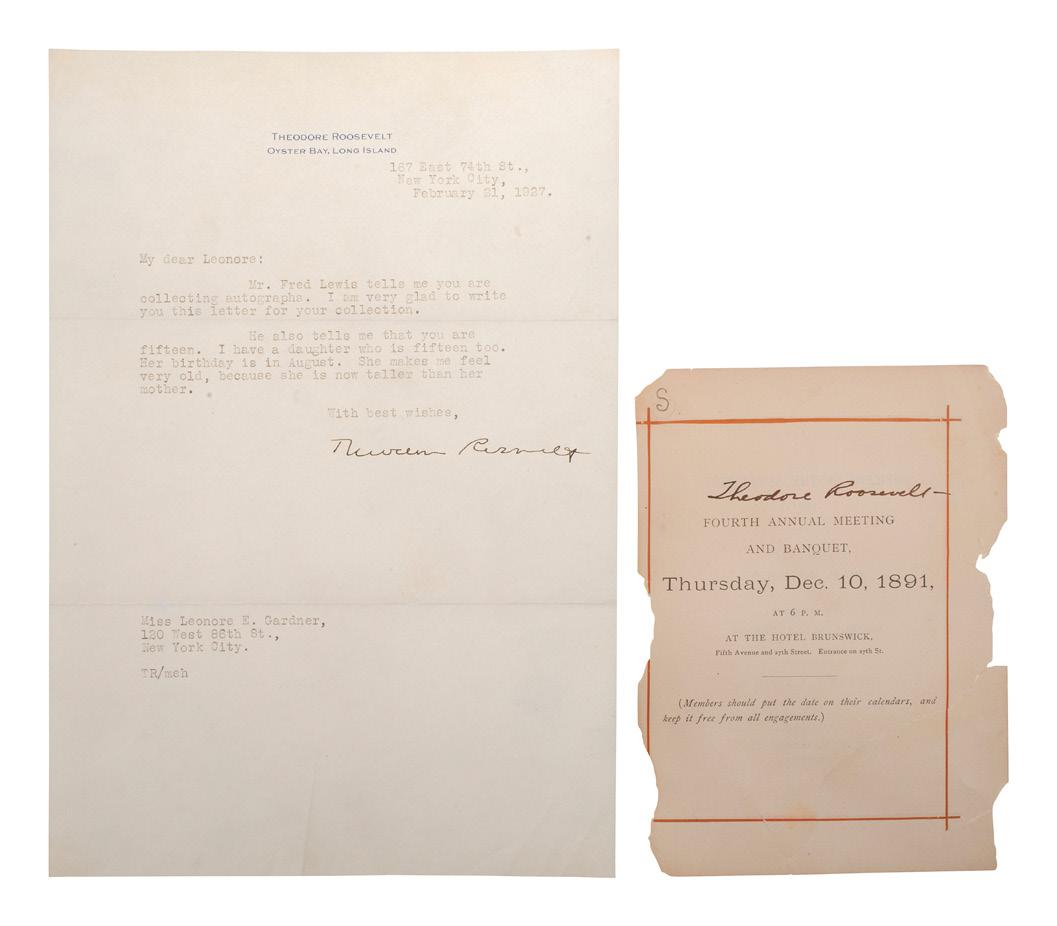 THEODORE ROOSEVELT
OYSTER BAY, LONG ISLAND
167 East 74th St.,
New York City,
February 21, 1927.
My dear Leonore:
Mr. Fred Lewis tells me you are
collecting autographs. I am very glad to write
you this letter for your collection.
He also tells me that you are
fifteen. I have a daughter who is fifteen too.
Her birthday is in August. She makes me feel
very old, because she is now taller than her
mother.
With best wishes,
Theodore Roosevelt
Miss Leonore E. Gardner,
120 West 86th St.,
New York City.
TR/meh
S
Theodore Roosevelt
FOURTH ANNUAL MEETING
AND BANQUET,
Thursday, Dec. 10, 1891,
AT 6 P. M.
AT THE HOTEL BRUNSWICK,
Fifth Avenue and 27th Street. Entrance on 27th St.
(Members should put the date on their calendars, and
keep it free from all engagements.)